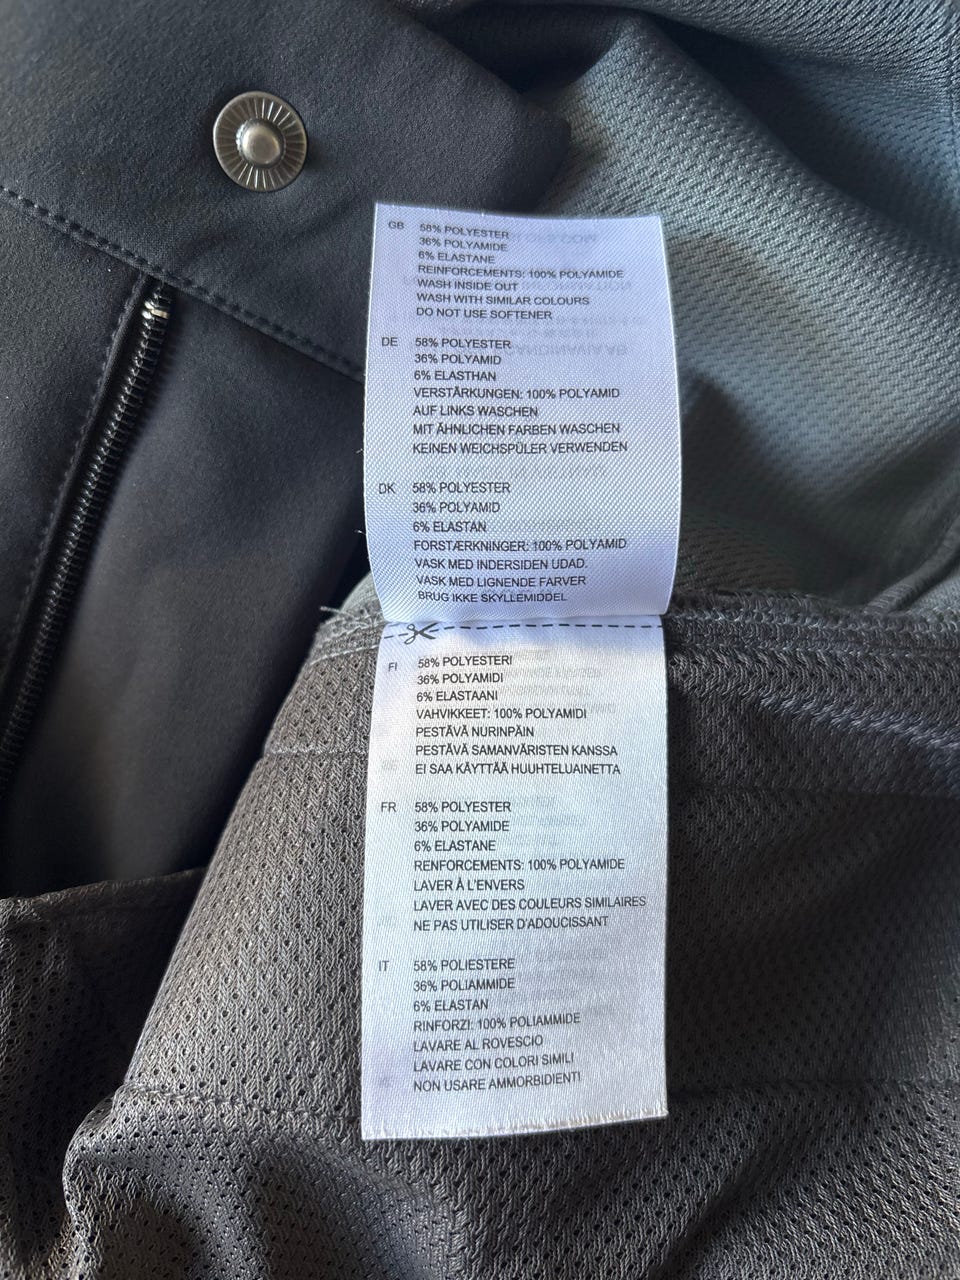 GB 58% POLYESTER
36% POLYAMIDE
6% ELASTANE
REINFORCEMENTS: 100% POLYAMIDE
WASH INSIDE OUT
WASH WITH SIMILAR COLOURS
DO NOT USE SOFTENER
DE 58% POLYESTER
36% POLYAMID
6% ELASTHAN
VERSTÄRKUNGEN: 100% POLYAMID
AUF LINKS WASCHEN
MIT ÄHNLICHEN FARBEN WASCHEN
KEINEN WEICHSPÜLER VERWENDEN
DK 58% POLYESTER
36% POLYAMID
6% ELASTAN
FORSTÆRKNINGER: 100% POLYAMID
VASK MED INDERSIDEN UDAD.
VASK MED LIGNENDE FARVER
BRUG IKKE SKYLLEMIDDEL
FI 58% POLYESTERI
36% POLYAMIDI
6% ELASTAANI
VAHVIKKEET: 100% POLYAMIDI
PESTÄVÄ NURINPÄIN
PESTÄVÄ SAMANVÄRISTEN KANSSA
EI SAA KÄYTTÄÄ HUUHTELUAINETTA
FR 58% POLYESTER
36% POLYAMIDE
6% ELASTANE
RENFORCEMENTS: 100% POLYAMIDE
LAVER À L'ENVERS
LAVER AVEC DES COULEURS SIMILAIRES
NE PAS UTILISER D'ADOUCISSANT
IT 58% POLIESTERE
36% POLIAMMIDE
6% ELASTAN
RINFORZI: 100% POLIAMMIDE
LAVARE AL ROVESCIO
LAVARE CON COLORI SIMILI
NON USARE AMMORBIDIENTI